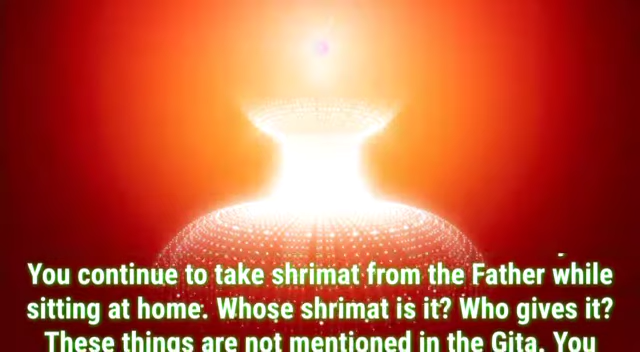 You continue to take shrimat from the Father while
sitting at home. Whose shrimat is it? Who gives it?
These things are not mentioned in the Gita. You